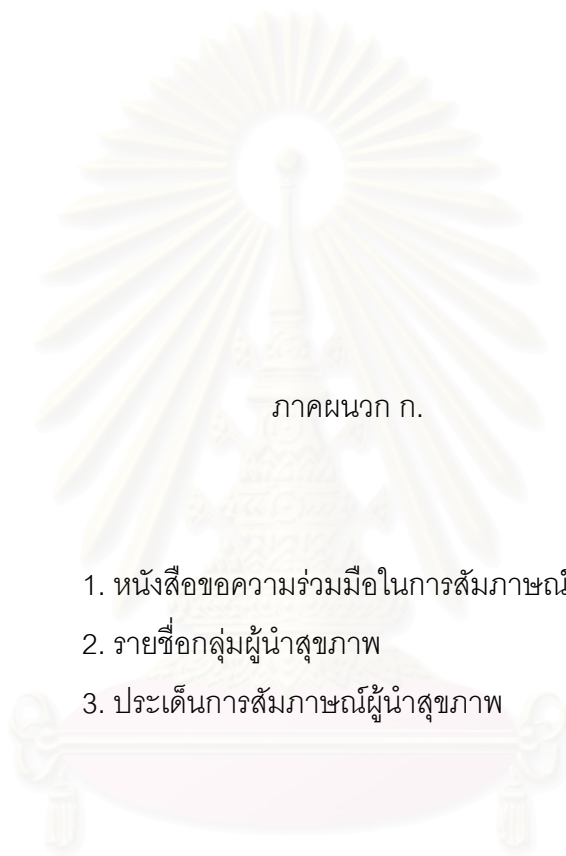 ภาคผนวก ก.
1. หนังสือขอความร่วมมือในการสัมภาษณ์
2. รายชื่อกลุ่มผู้นำสุขภาพ
3. ประเด็นการสัมภาษณ์ผู้นำสุขภาพ